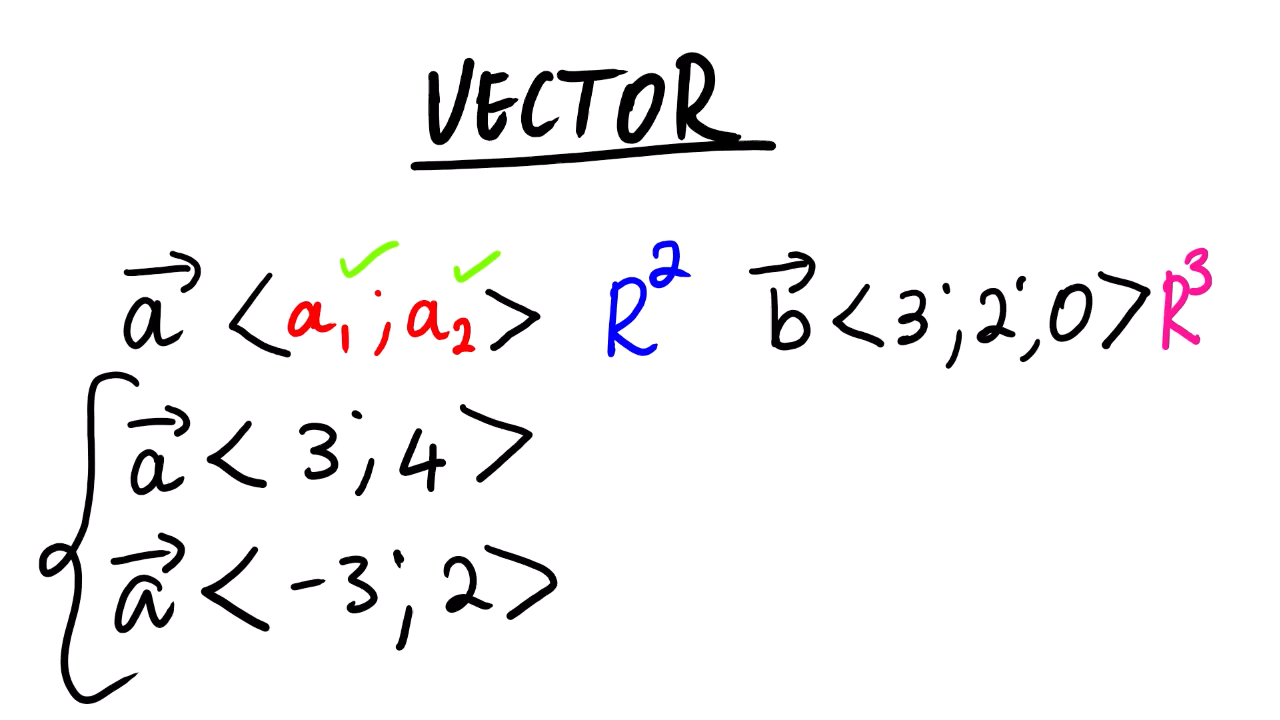 VECTOR
a⃗ < a₁ ; a₂ > R² b⃗ < 3 ; 2 ; 0 > R³
a⃗ < 3 ; 4 >
a⃗ < -3 ; 2 >